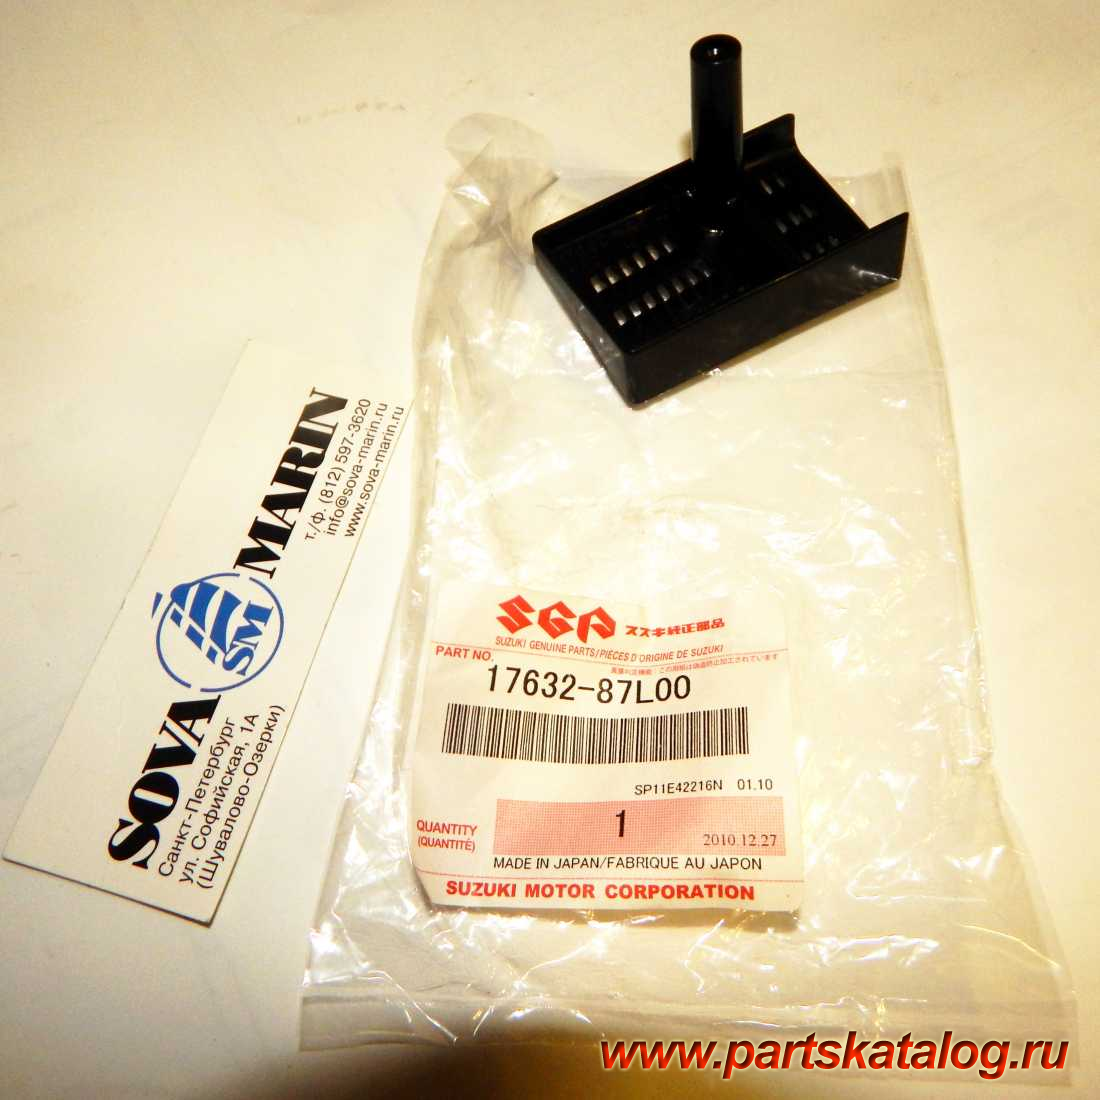 SOVA SM MARIN
Санкт-Петербург
ул. Софийская, 1А
(Шувалово-Озерки)
т./ф. (812) 597-3620
info@sova-marin.ru
www.sova-marin.ru
SGP スズキ純正部品
SUZUKI GENUINE PARTS/PIÈCES D'ORIGINE DE SUZUKI
PART NO.
17632-87L00
SP11E42216N 01.10
QUANTITY
(QUANTITÉ)
1
2010.12.27
MADE IN JAPAN/FABRIQUE AU JAPON
SUZUKI MOTOR CORPORATION
www.partskatalog.ru